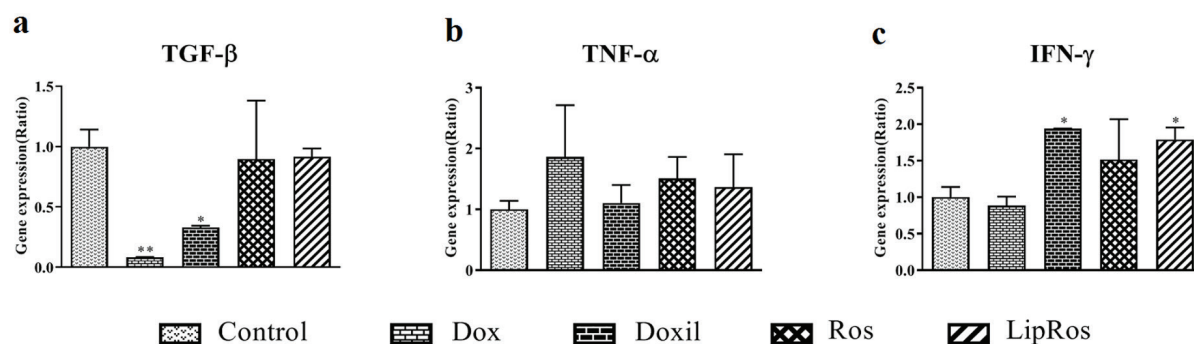 a
TGF-β
Gene expression(Ratio)
1.5
1.0
0.5
0.0
**
*
b
TNF-α
Gene expression(Ratio)
3
2
1
0
c
IFN-γ
Gene expression(Ratio)
2.5
2.0
1.5
1.0
0.5
0.0
*
*
Control Dox Doxil Ros LipRos